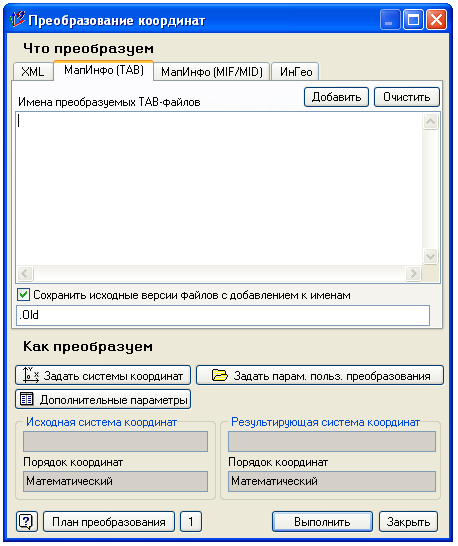 Преобразование координат
Что преобразуем
XML МапИнфо (TAB) МапИнфо (MIF/MID) ИнГео
Имена преобразуемых TAB-файлов Добавить Очистить
Сохранить исходные версии файлов с добавлением к именам
.Old
Как преобразуем
Задать системы координат Задать парам. польз. преобразования
Дополнительные параметры
Исходная система координат Результирующая система координат
Порядок координат Порядок координат
Математический Математический
? План преобразования 1 Выполнить Закрыть